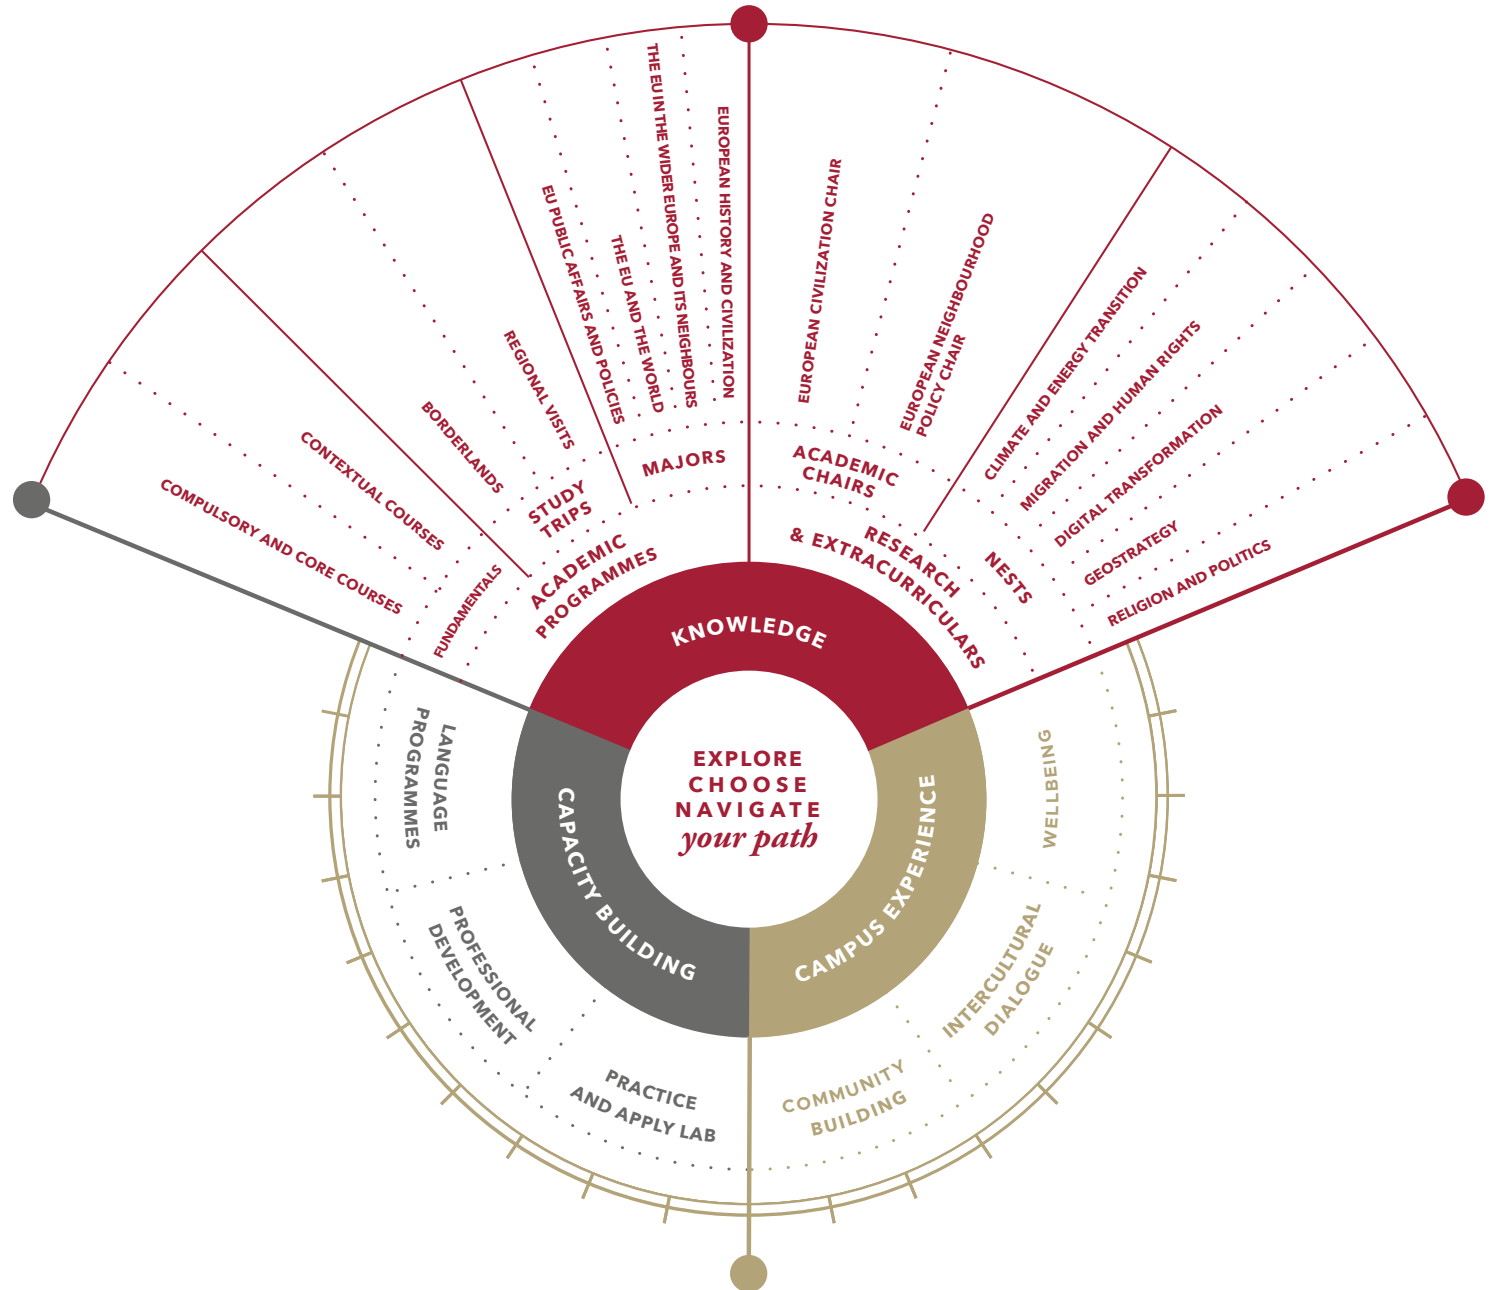 THE EU IN THE WIDER EUROPE AND ITS NEIGHBOURS
EUROPEAN HISTORY AND CIVILIZATION
THE EU AND THE WORLD
EU PUBLIC AFFAIRS AND POLICIES
MAJORS
REGIONAL VISITS
BORDERLANDS
STUDY
TRIPS
CONTEXTUAL COURSES
COMPULSORY AND CORE COURSES
FUNDAMENTALS
ACADEMIC
PROGRAMMES
EUROPEAN CIVILIZATION CHAIR
EUROPEAN NEIGHBOURHOOD
POLICY CHAIR
ACADEMIC
CHAIRS
CLIMATE AND ENERGY TRANSITION
MIGRATION AND HUMAN RIGHTS
DIGITAL TRANSFORMATION
GEOSTRATEGY
RELIGION AND POLITICS
NESTS
RESEARCH
& EXTRACURRICULARS
KNOWLEDGE
EXPLORE
CHOOSE
NAVIGATE
your path
CAPACITY BUILDING
CAMPUS EXPERIENCE
LANGUAGE
PROGRAMMES
PROFESSIONAL
DEVELOPMENT
PRACTICE
AND APPLY LAB
WELLBEING
INTERCULTURAL
DIALOGUE
COMMUNITY
BUILDING